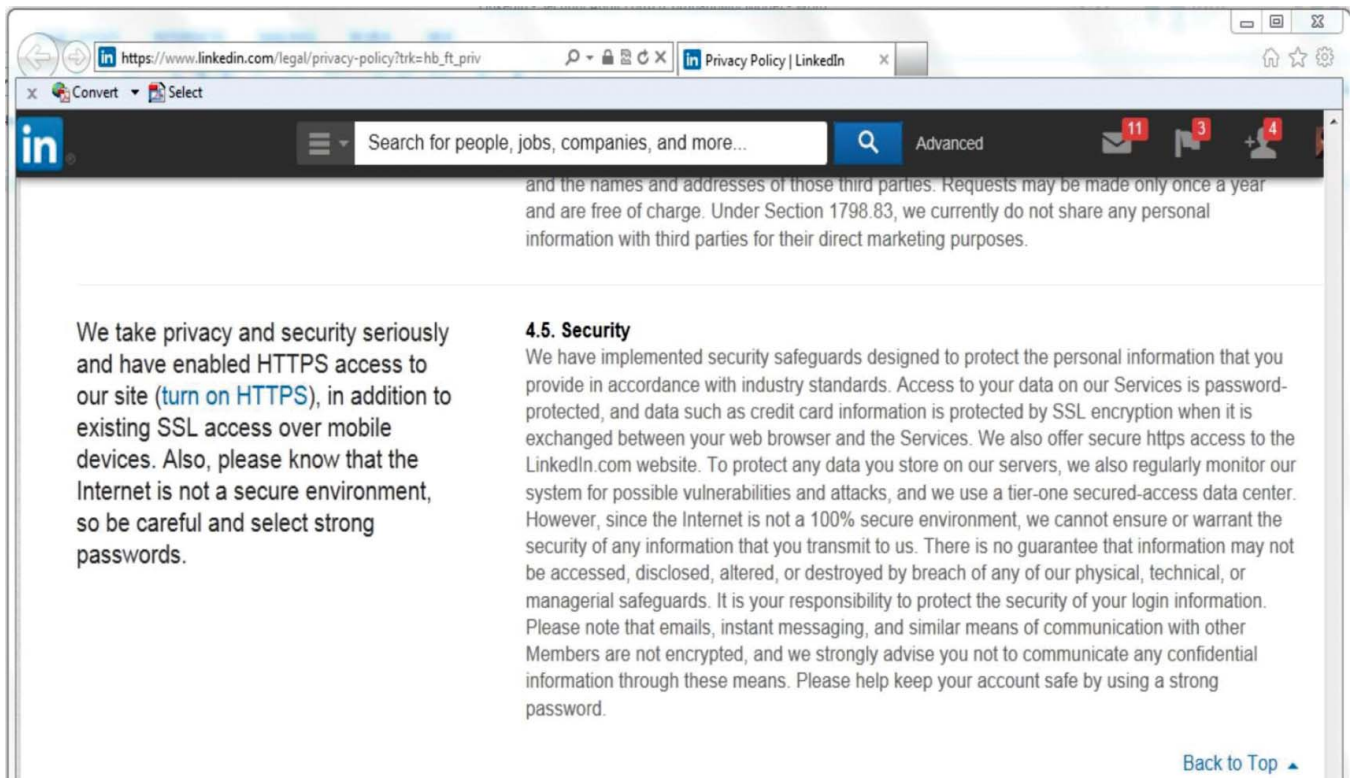 https://www.linkedin.com/legal/privacy-policy?trk=hb_ft_priv
Privacy Policy | LinkedIn
Convert
Select
in
Search for people, jobs, companies, and more...
Advanced
11
3
4
and the names and addresses of those third parties. Requests may be made only once a year
and are free of charge. Under Section 1798.83, we currently do not share any personal
information with third parties for their direct marketing purposes.
We take privacy and security seriously
and have enabled HTTPS access to
our site (turn on HTTPS), in addition to
existing SSL access over mobile
devices. Also, please know that the
Internet is not a secure environment,
so be careful and select strong
passwords.
4.5. Security
We have implemented security safeguards designed to protect the personal information that you
provide in accordance with industry standards. Access to your data on our Services is password-
protected, and data such as credit card information is protected by SSL encryption when it is
exchanged between your web browser and the Services. We also offer secure https access to the
LinkedIn.com website. To protect any data you store on our servers, we also regularly monitor our
system for possible vulnerabilities and attacks, and we use a tier-one secured-access data center.
However, since the Internet is not a 100% secure environment, we cannot ensure or warrant the
security of any information that you transmit to us. There is no guarantee that information may not
be accessed, disclosed, altered, or destroyed by breach of any of our physical, technical, or
managerial safeguards. It is your responsibility to protect the security of your login information.
Please note that emails, instant messaging, and similar means of communication with other
Members are not encrypted, and we strongly advise you not to communicate any confidential
information through these means. Please help keep your account safe by using a strong
password.
Back to Top